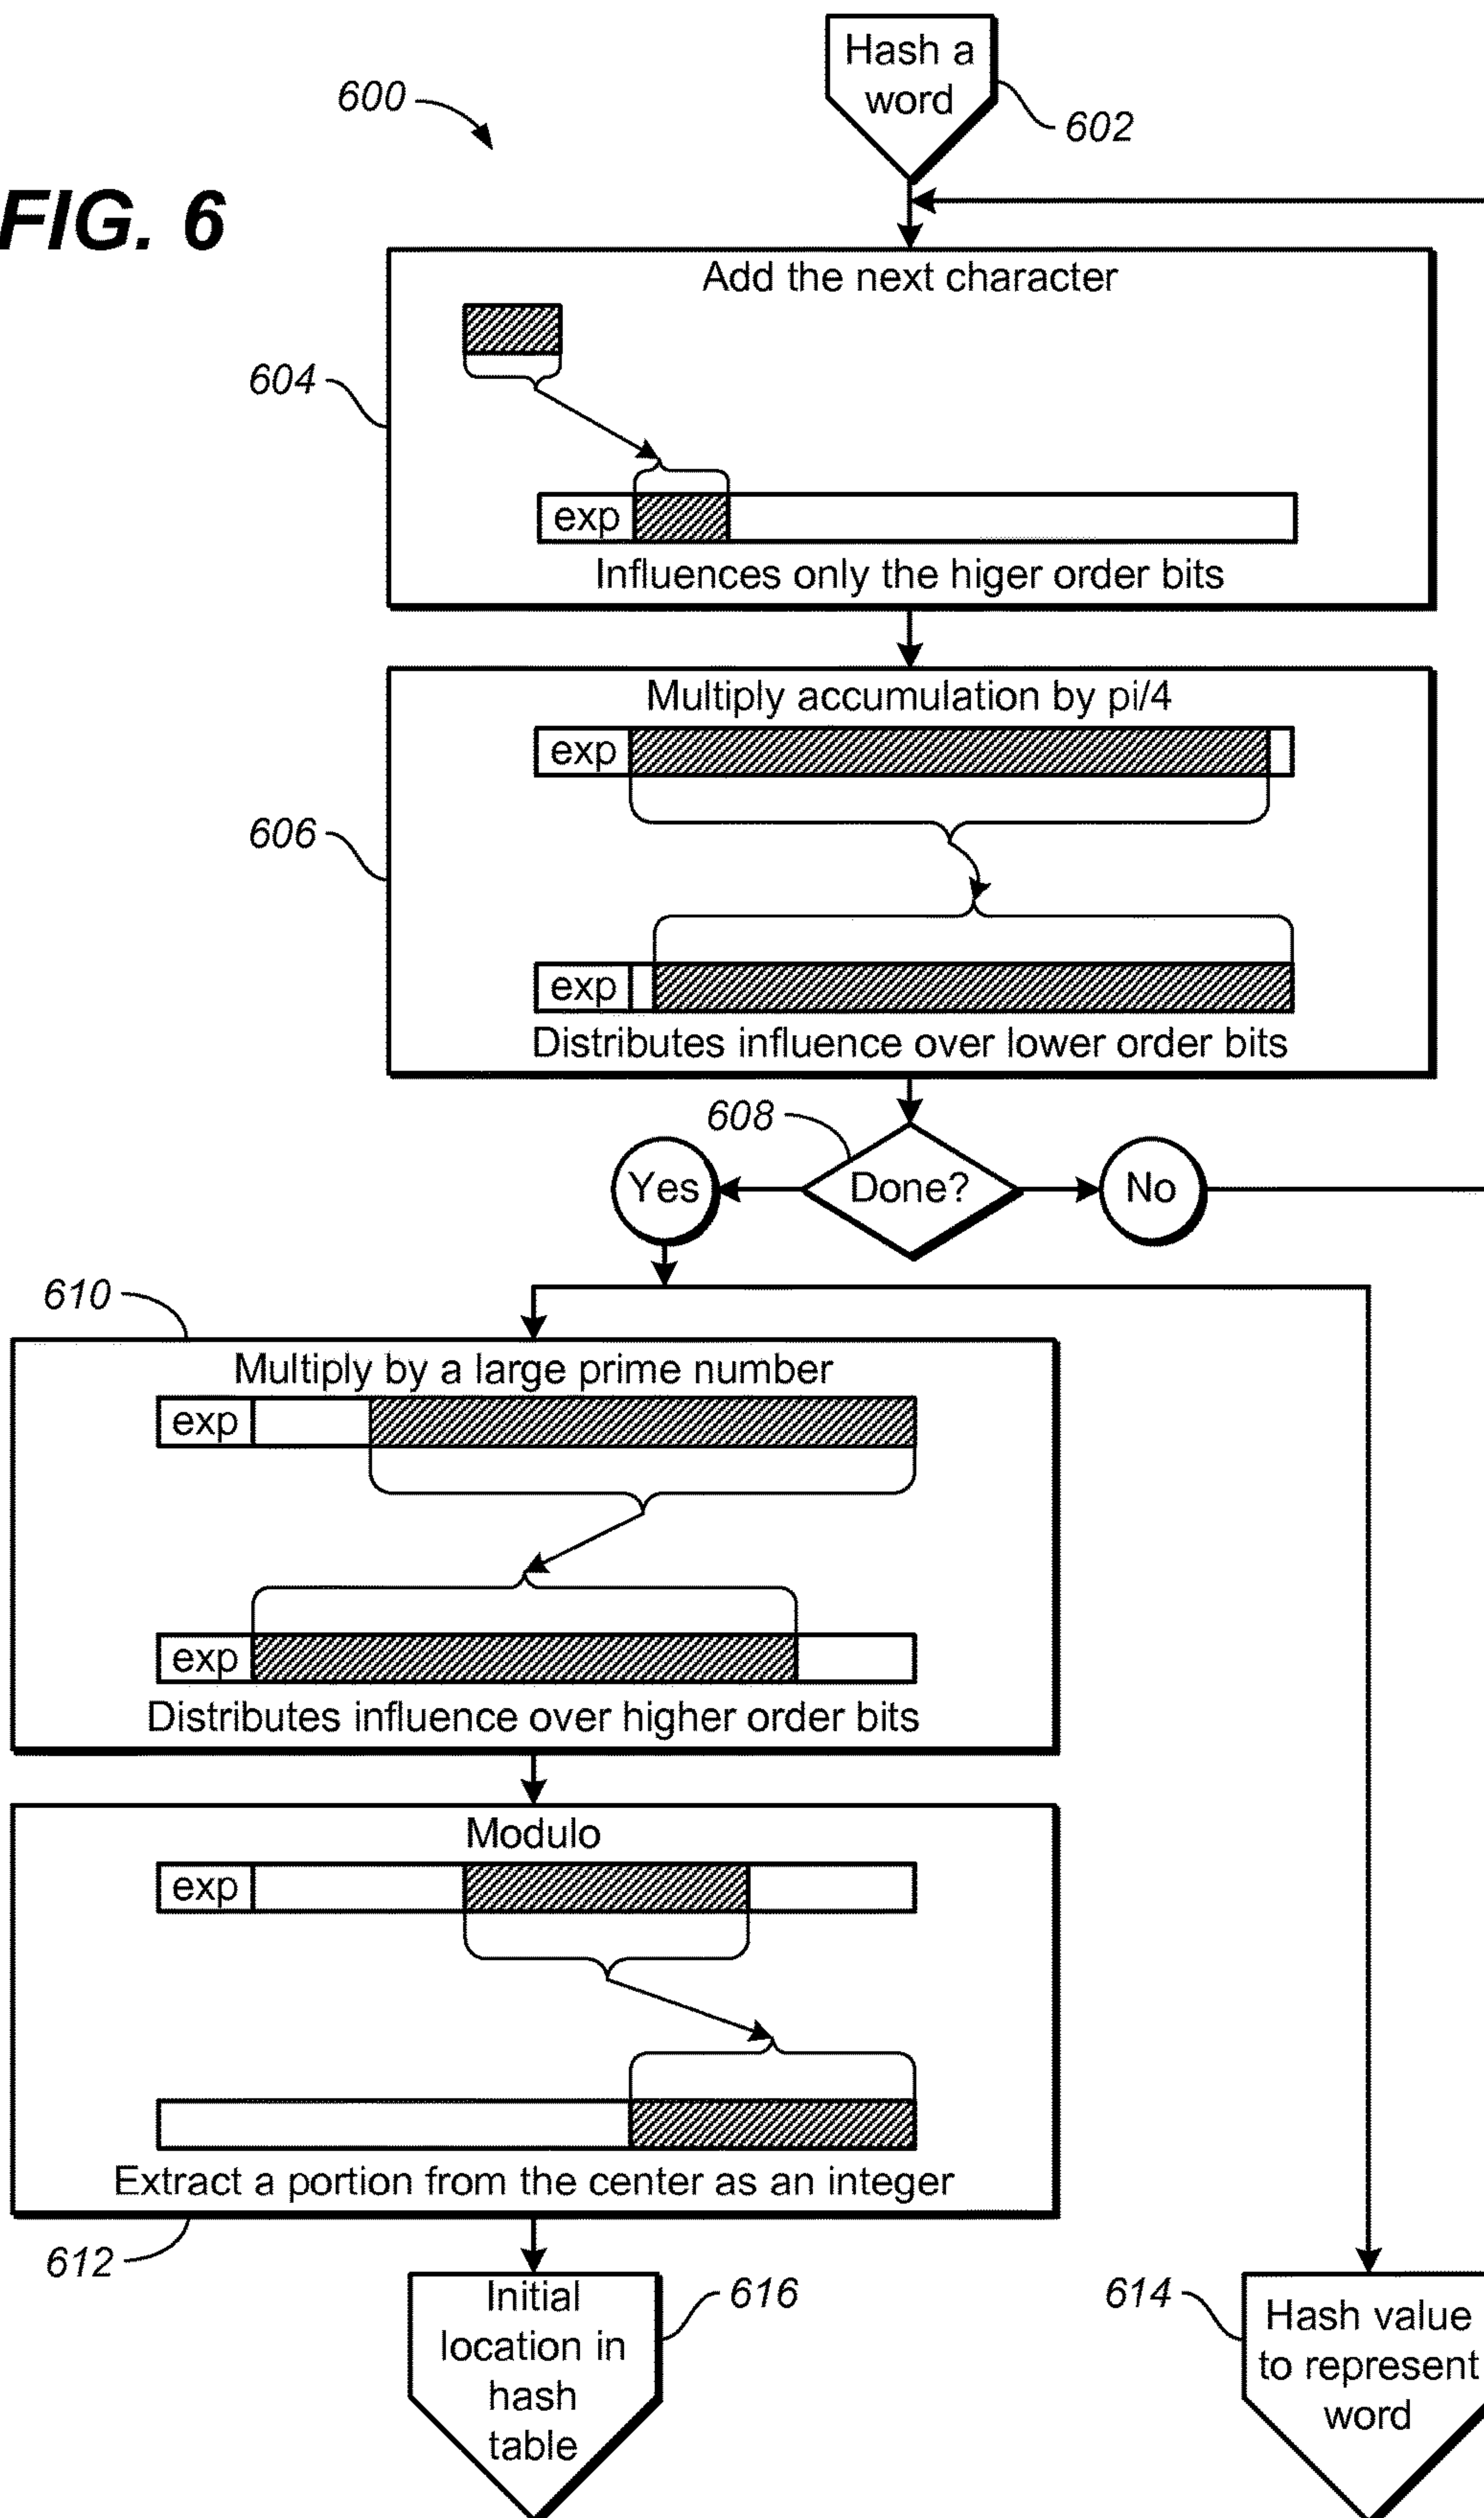 Hash a
word
600
602
FIG. 6
Add the next character
604
exp
Influences only the higer order bits
Multiply accumulation by pi/4
exp
606
exp
Distributes influence over lower order bits
608
Yes
Done?
No
610
Multiply by a large prime number
exp
exp
Distributes influence over higher order bits
Modulo
exp
Extract a portion from the center as an integer
612
Initial
location in
hash
table
616
614
Hash value
to represent
word